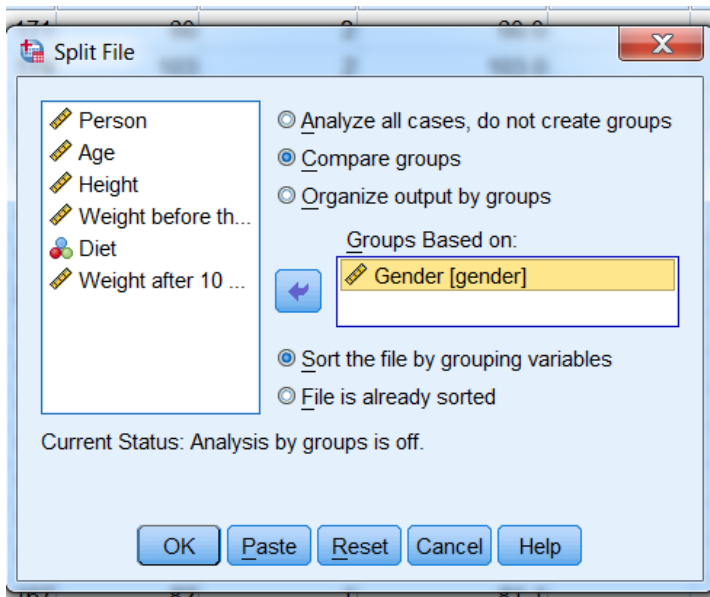 Split File
Person
Age
Height
Weight before th...
Diet
Weight after 10 ...
Analyze all cases, do not create groups
Compare groups
Organize output by groups
Groups Based on:
Gender [gender]
Sort the file by grouping variables
File is already sorted
Current Status: Analysis by groups is off.
OK Paste Reset Cancel Help